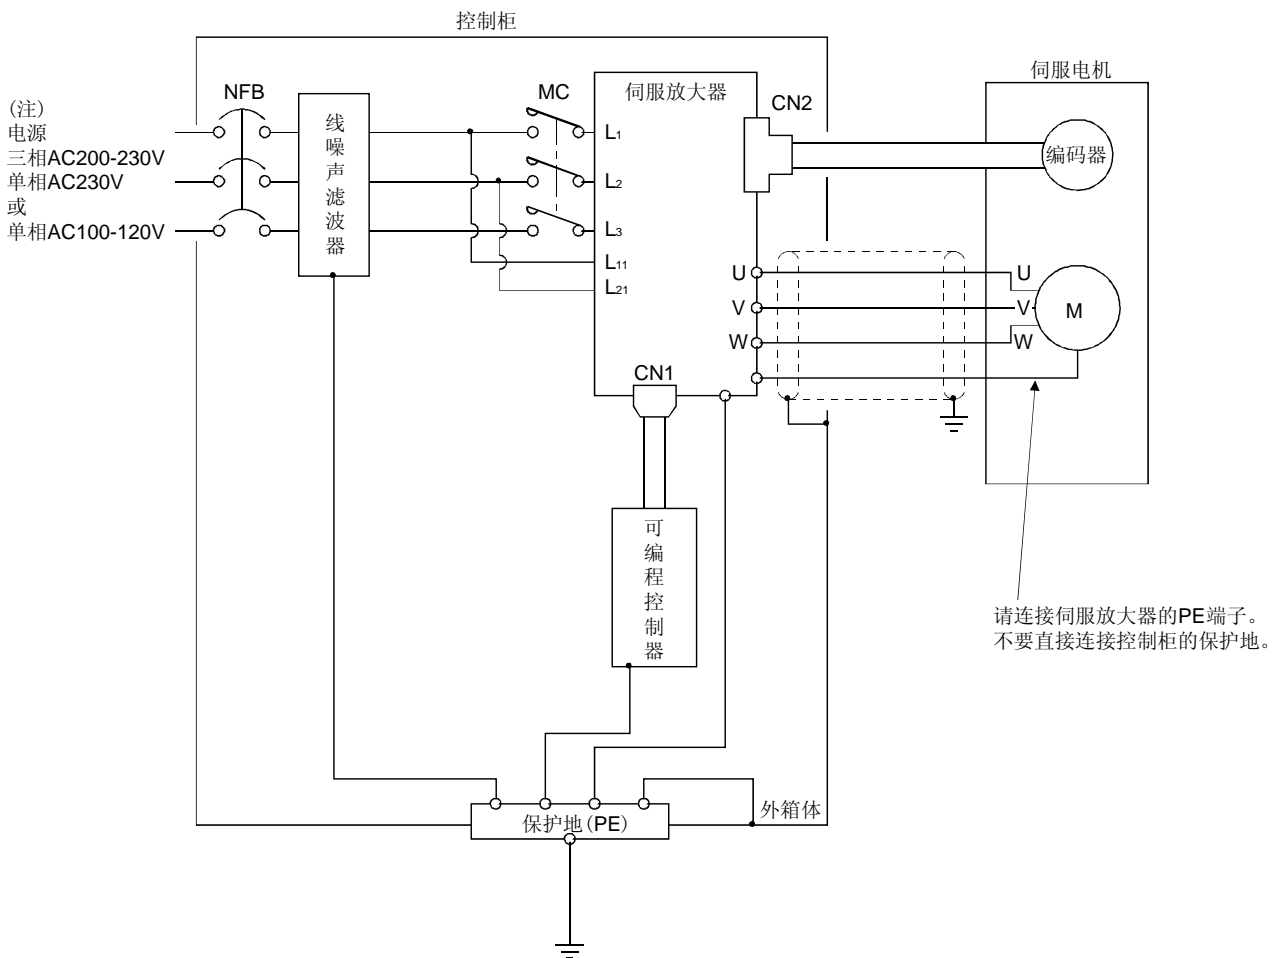 控制柜
NFB
MC
伺服放大器
CN2
伺服电机
(注)
电源
三相AC200-230V
单相AC230V
或
单相AC100-120V
线噪声滤波器
L1
L2
L3
L11
L21
编码器
U
V
W
U
V
W
M
CN1
可编程控制器
请连接伺服放大器的PE端子。
不要直接连接控制柜的保护地。
外箱体
保护地(PE)